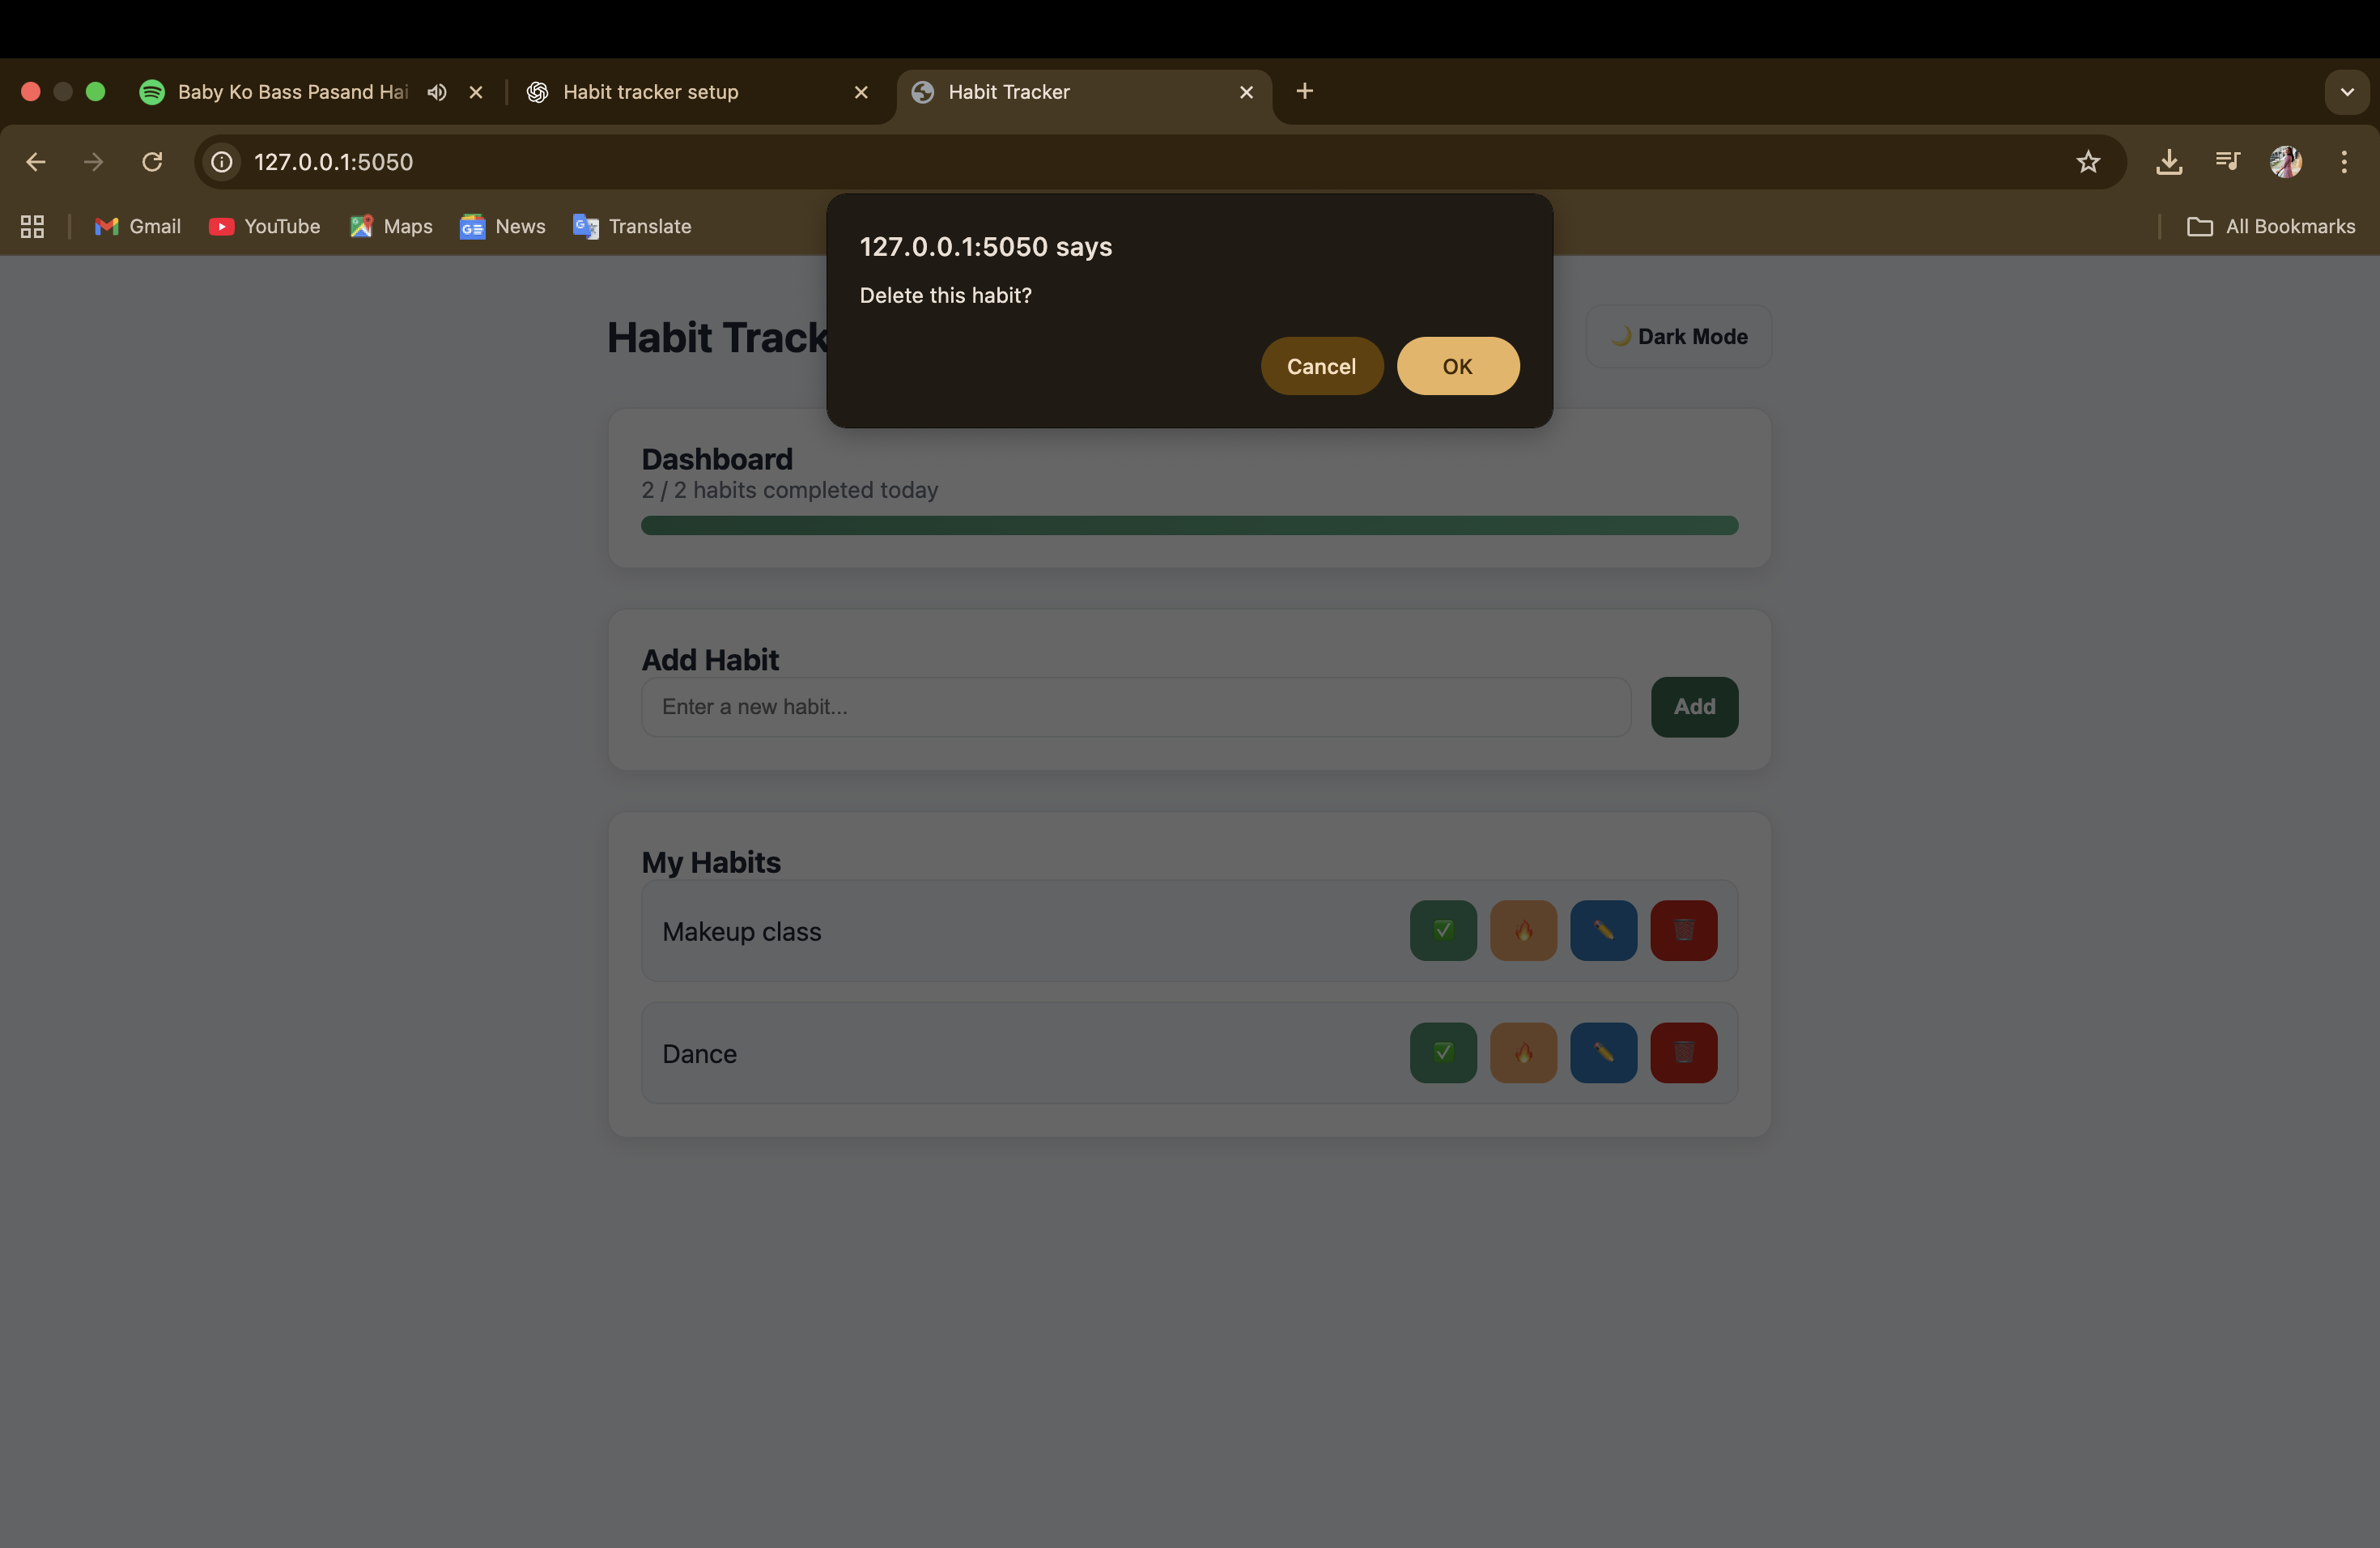 Baby Ko Bass Pasand Hai
Habit tracker setup
Habit Tracker
127.0.0.1:5050
Gmail
YouTube
Maps
News
Translate
All Bookmarks
127.0.0.1:5050 says
Delete this habit?
Cancel
OK
Habit Track
Dark Mode
Dashboard
2 / 2 habits completed today
Add Habit
Enter a new habit...
Add
My Habits
Makeup class
Dance